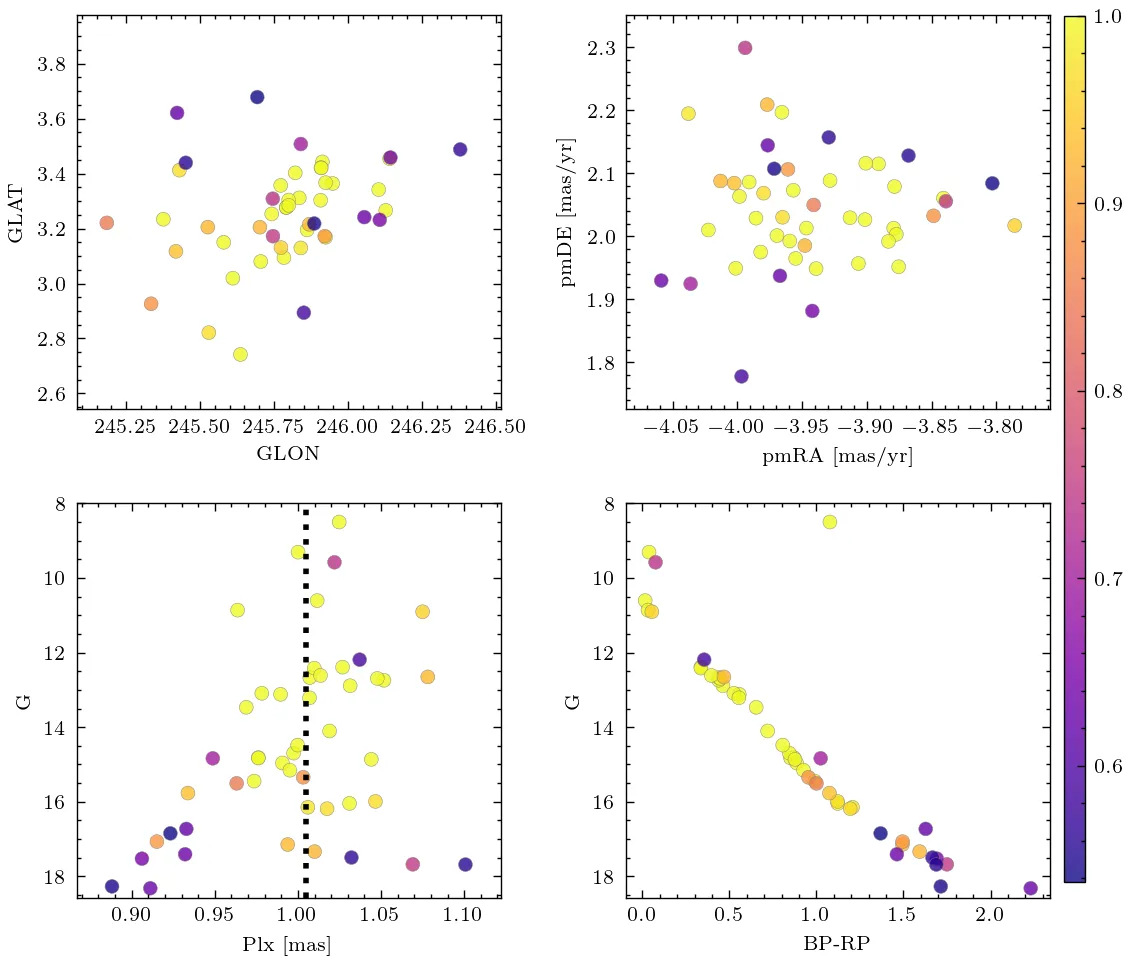 3.8
3.6
3.4
3.2
3.0
2.8
2.6
GLAT
245.25 245.50 245.75 246.00 246.25 246.50
GLON
2.3
2.2
2.1
2.0
1.9
1.8
pmDE [mas/yr]
−4.05 −4.00 −3.95 −3.90 −3.85 −3.80
pmRA [mas/yr]
1.0
0.9
0.8
0.7
0.6
8
10
12
14
16
18
G
0.90 0.95 1.00 1.05 1.10
Plx [mas]
8
10
12
14
16
18
G
0.0 0.5 1.0 1.5 2.0
BP-RP